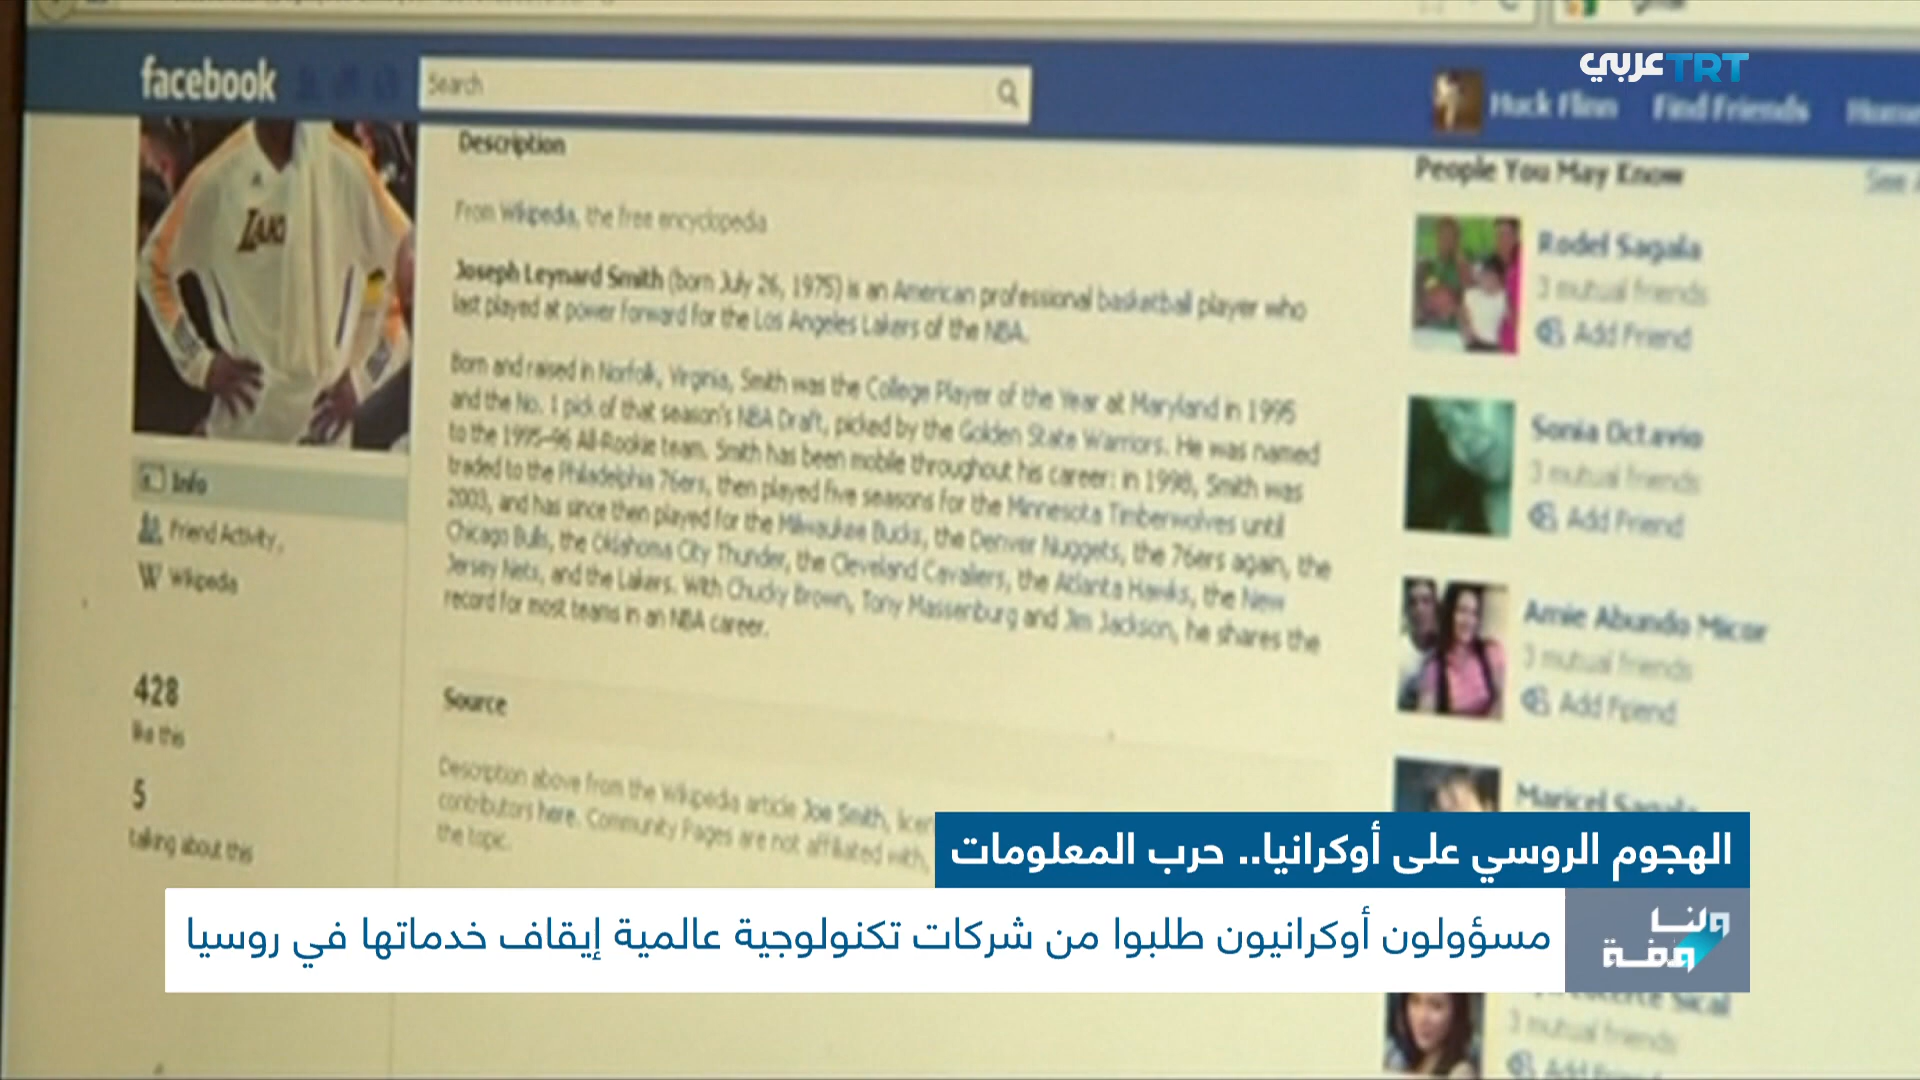 facebook
Search
عربي TRT
Huck Flinn
Find Friends
Home
Description
From Wikipedia, the free encyclopedia
Joseph Leynard Smith (born July 26, 1975) is an American professional basketball player who
last played at power forward for the Los Angeles Lakers of the NBA.
Born and raised in Norfolk, Virginia, Smith was the College Player of the Year at Maryland in 1995
and the No. 1 pick of that season's NBA Draft, picked by the Golden State Warriors. He was named
to the 1995-96 All-Rookie team. Smith has been mobile throughout his career: in 1998, Smith was
traded to the Philadelphia 76ers, then played five seasons for the Minnesota Timberwolves until
2003, and has since then played for the Milwaukee Bucks, the Denver Nuggets, the 76ers again, the
Chicago Bulls, the Oklahoma City Thunder, the Cleveland Cavaliers, the Atlanta Hawks, the New
Jersey Nets, and the Lakers. With Chucky Brown, Tony Massenburg and Jim Jackson, he shares the
record for most teams in an NBA career.
Source
Description above from the Wikipedia article Joe Smith,
contributors here. Community Pages are not affiliated with,
the topic.
LAK
Info
Friend Activity
Wikipedia
428
like this
5
talking about this
People You May Know
See
Rodel Sagala
3 mutual friends
Add Friend
Sonia Octavio
3 mutual friends
Add Friend
Amie Abundo Micor
3 mutual friends
Add Friend
Maricel Sagala
Sical
3 mutual friends
Add Friend
الهجوم الروسي على أوكرانيا.. حرب المعلومات
ولنا
وقفة
مسؤولون أوكرانيون طلبوا من شركات تكنولوجية عالمية إيقاف خدماتها في روسيا